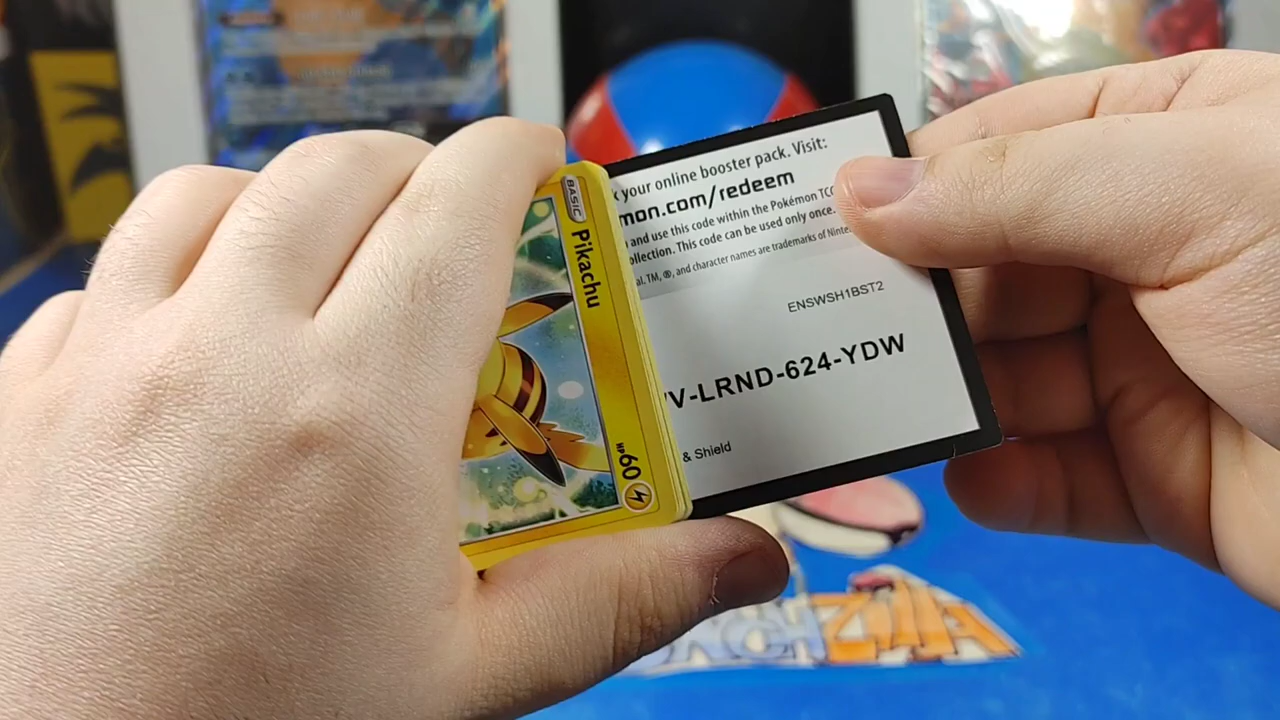 BASIC
Pikachu
HP 60
your online booster pack. Visit:
mon.com/redeem
and use this code within the Pokémon TCG
ollection. This code can be used only once.
al. TM, ®, and character names are trademarks of Ninte
ENSWSH1BST2
V-LRND-624-YDW
& Shield